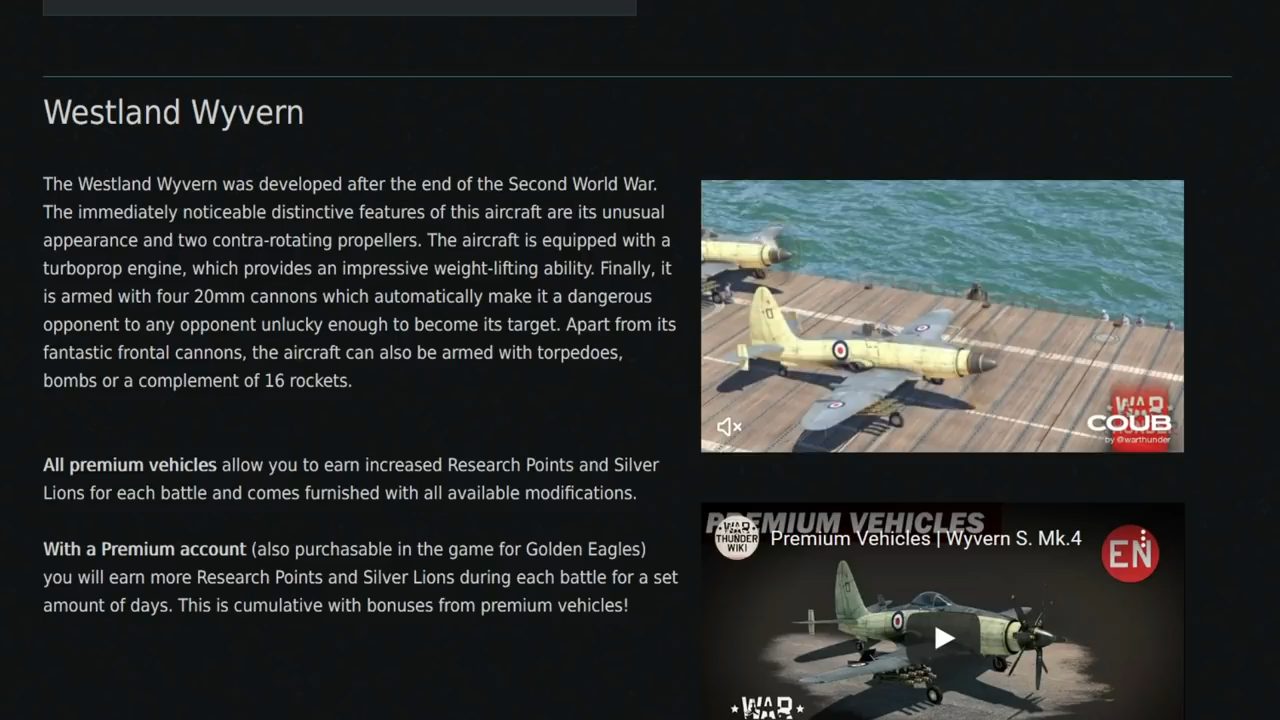 Westland Wyvern
The Westland Wyvern was developed after the end of the Second World War.
The immediately noticeable distinctive features of this aircraft are its unusual
appearance and two contra-rotating propellers. The aircraft is equipped with a
turboprop engine, which provides an impressive weight-lifting ability. Finally, it
is armed with four 20mm cannons which automatically make it a dangerous
opponent to any opponent unlucky enough to become its target. Apart from its
fantastic frontal cannons, the aircraft can also be armed with torpedoes,
bombs or a complement of 16 rockets.
All premium vehicles allow you to earn increased Research Points and Silver
Lions for each battle and comes furnished with all available modifications.
With a Premium account (also purchasable in the game for Golden Eagles)
you will earn more Research Points and Silver Lions during each battle for a set
amount of days. This is cumulative with bonuses from premium vehicles!
WAR
COUB
by @warthunder
PREMIUM VEHICLES
WAR
THUNDER
WIKI
Premium Vehicles | Wyvern S. Mk.4
EN
WAR